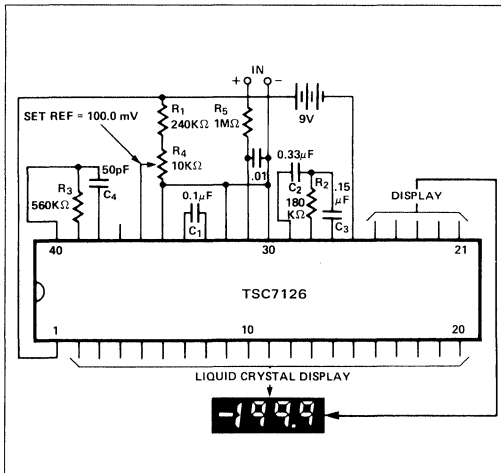 IN
+ -
9V
SET REF = 100.0 mV
R1
240KΩ
R5
1MΩ
R4
10KΩ
.01
0.33μF
C2
R2
180
KΩ
.15
μF
C3
50pF
C4
R3
560KΩ
0.1μF
C1
DISPLAY
40
30
21
TSC7126
1
10
20
LIQUID CRYSTAL DISPLAY
-199.9